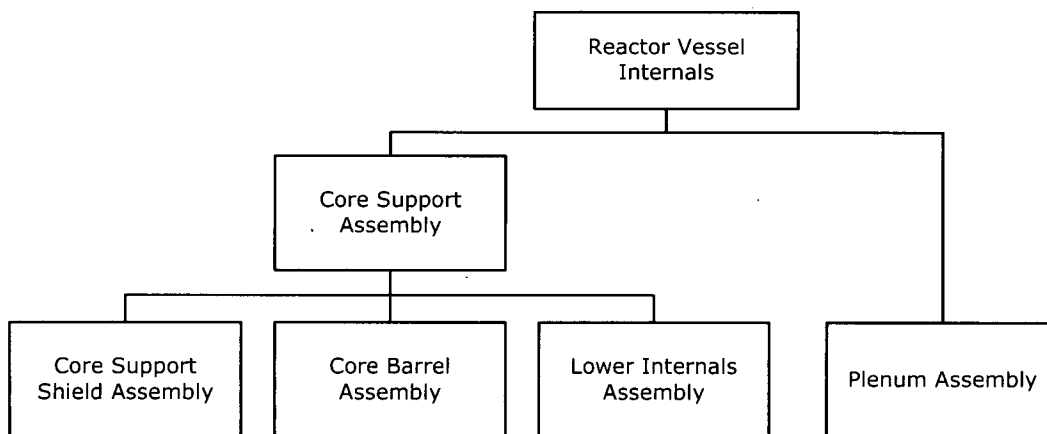 Reactor Vessel
Internals
Core Support
Assembly
Core Support
Shield Assembly
Core Barrel
Assembly
Lower Internals
Assembly
Plenum Assembly